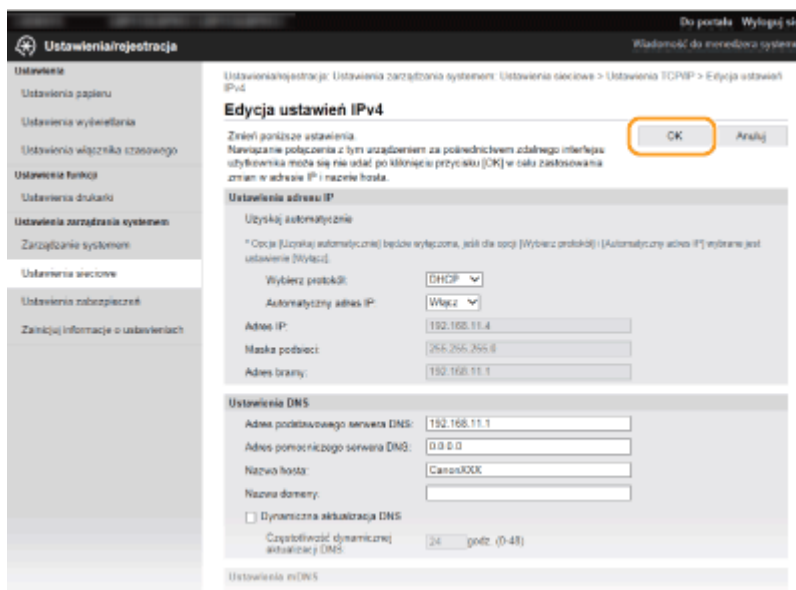 Do portalu Wyloguj się
Ustawienia/rejestracja
Wiadomość do menedżera systemu
Ustawienia
Ustawienia papieru
Ustawienia wyświetlania
Ustawienia włącznika czasowego
Ustawienia funkcji
Ustawienia drukarki
Ustawienia zarządzania systemem
Zarządzanie systemem
Ustawienia sieciowe
Ustawienia zabezpieczeń
Zainicjuj informacje o ustawieniach
Ustawienia/rejestracja: Ustawienia zarządzania systemem: Ustawienia sieciowe > Ustawienia TCP/IP > Edycja ustawień
IPv4
Edycja ustawień IPv4
Zmień poniższe ustawienia.
Nawiązanie połączenia z tym urządzeniem za pośrednictwem zdalnego interfejsu
użytkownika może się nie udać po kliknięciu przycisku [OK] w celu zastosowania
zmian w adresie IP i nazwie hosta.
OK Anuluj
Ustawienia adresu IP
Uzyskaj automatycznie
* Opcja [Uzyskaj automatycznie] będzie wyłączona, jeśli dla opcji [Wybierz protokół] i [Automatyczny adres IP] wybrane jest
ustawienie [Wyłącz].
Wybierz protokół: DHCP
Automatyczny adres IP: Włącz
Adres IP: 192.168.11.4
Maska podsieci: 255.255.255.0
Adres bramy: 192.168.11.1
Ustawienia DNS
Adres podstawowego serwera DNS: 192.168.11.1
Adres pomocniczego serwera DNS: 0.0.0.0
Nazwa hosta: CanonXXX
Nazwa domeny:
Dynamiczna aktualizacja DNS
Częstotliwość dynamicznej
aktualizacji DNS: 24 godz. (0-48)
Ustawienia mDNS